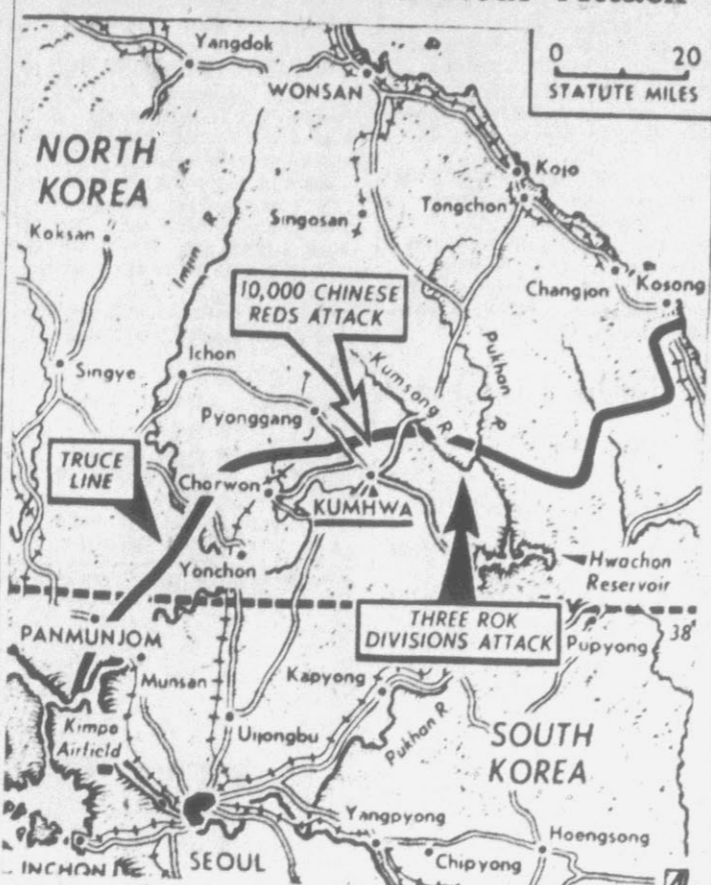 Yangdok
WONSAN
0 20
STATUTE MILES
NORTH
KOREA
Kojo
Tongchon
Singosan
Koksan
Imjin R
10,000 CHINESE
REDS ATTACK
Changjon
Kosong
Ichon
Singye
Kumsong R
Pukhan R
Pyonggang
TRUCE
LINE
Chorwon
KUMHWA
Yonchon
Hwachon
Reservoir
THREE ROK
DIVISIONS ATTACK
38°
PANMUNJOM
Pupyong
Munsan
Kapyong
Kimpo
Airfield
Uijongbu
Pukhan R
SOUTH
KOREA
Yangpyong
Hoengsong
INCHON
SEOUL
Chipyong